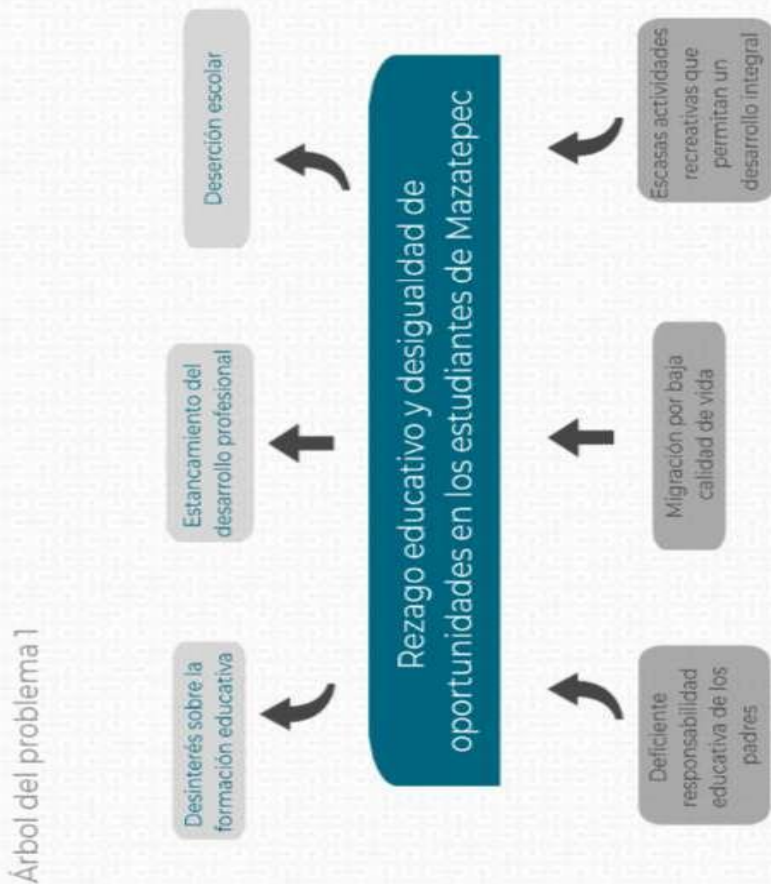 Árbol del problema 1
Desinterés sobre la
formación educativa
Estancamiento del
desarrollo profesional
Deserción escolar
Rezago educativo y desigualdad de
oportunidades en los estudiantes de Mazatepec
Deficiente
responsabilidad
educativa de los
padres
Migración por baja
calidad de vida
Escasas actividades
recreativas que
permitan un
desarrollo integral